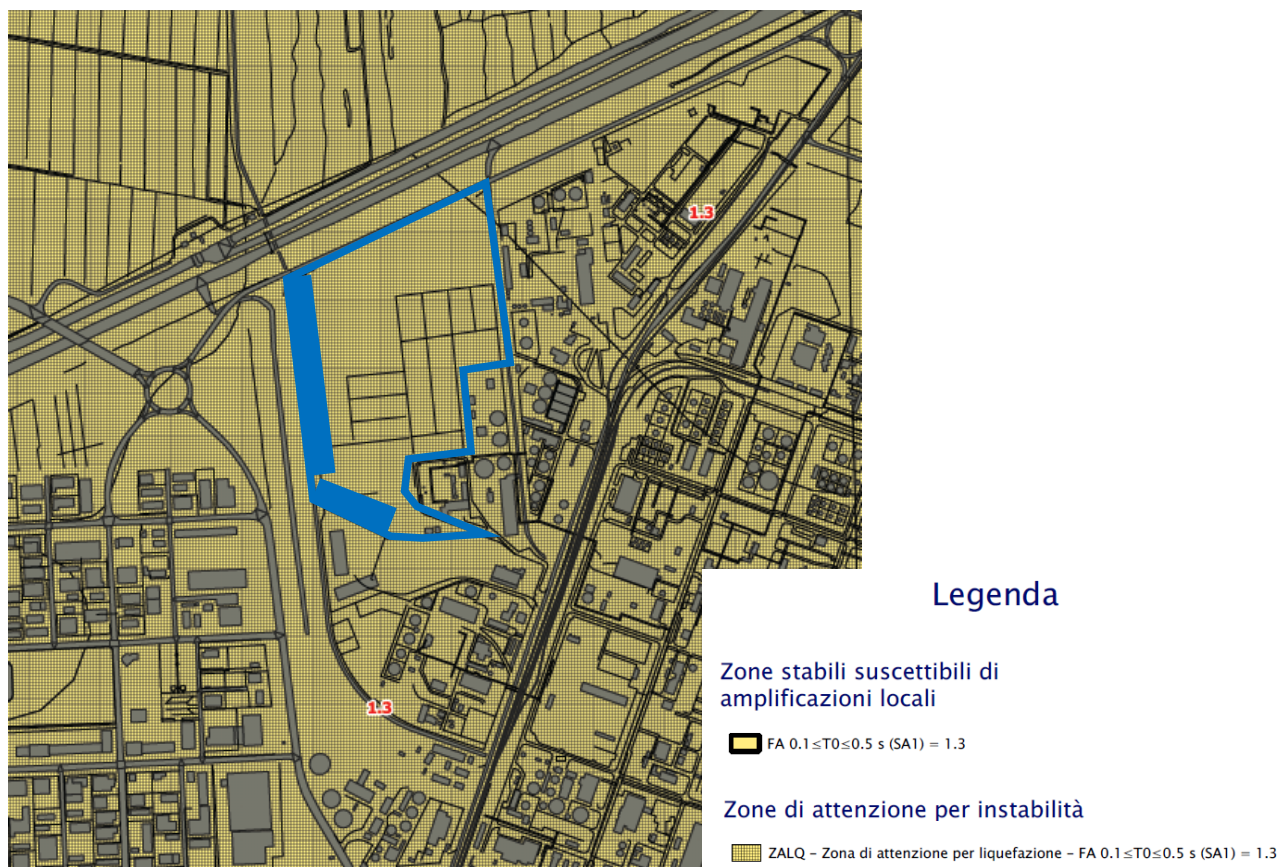 1.3
1.3
Legenda
Zone stabili suscettibili di
amplificazioni locali
FA 0.1≤T0≤0.5 s (SA1) = 1.3
Zone di attenzione per instabilità
ZALQ – Zona di attenzione per liquefazione – FA 0.1≤T0≤0.5 s (SA1) = 1.3